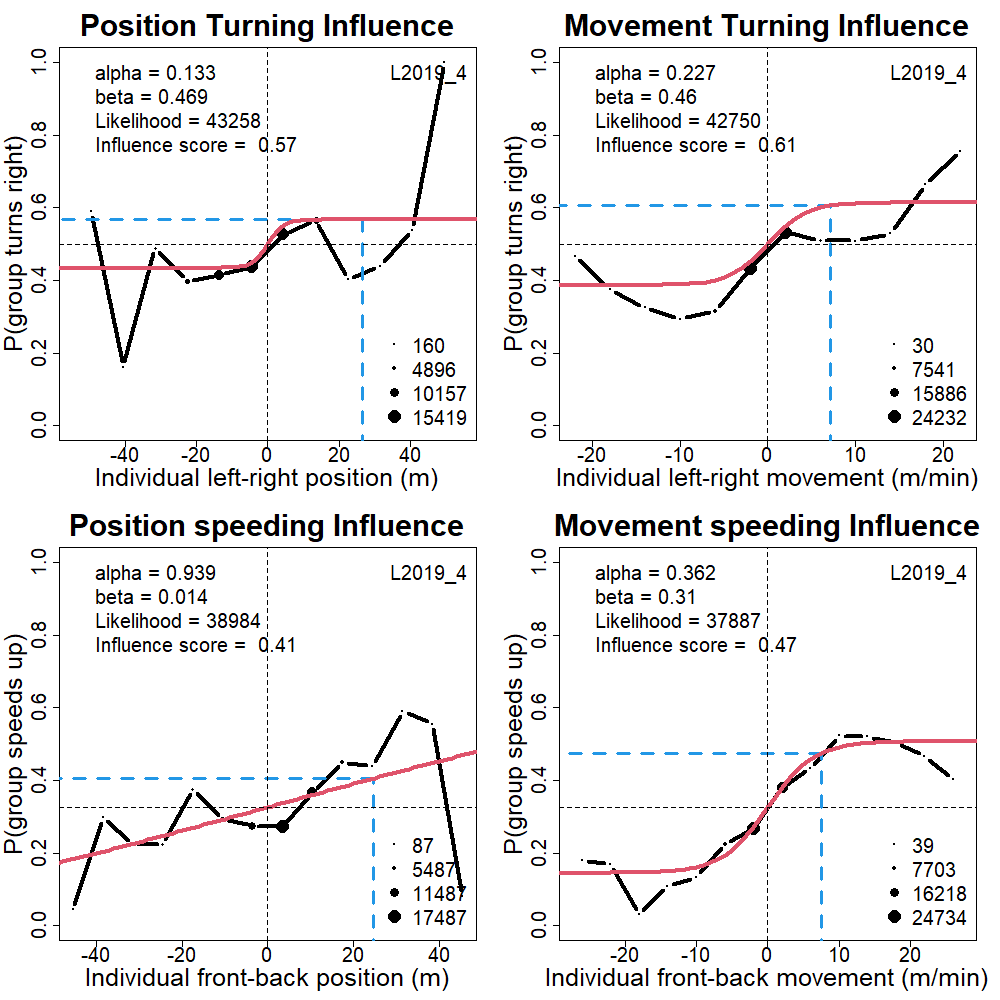 Position Turning Influence
alpha = 0.133
beta = 0.469
Likelihood = 43258
Influence score =  0.57
L2019_4
P(group turns right)
0.0
0.2
0.4
0.6
0.8
1.0
160
4896
10157
15419
-40
-20
0
20
40
Individual left-right position (m)
Movement Turning Influence
alpha = 0.227
beta = 0.46
Likelihood = 42750
Influence score =  0.61
L2019_4
P(group turns right)
0.0
0.2
0.4
0.6
0.8
1.0
30
7541
15886
24232
-20
-10
0
10
20
Individual left-right movement (m/min)
Position speeding Influence
alpha = 0.939
beta = 0.014
Likelihood = 38984
Influence score =  0.41
L2019_4
P(group speeds up)
0.0
0.2
0.4
0.6
0.8
1.0
87
5487
11487
17487
-40
-20
0
20
40
Individual front-back position (m)
Movement speeding Influence
alpha = 0.362
beta = 0.31
Likelihood = 37887
Influence score =  0.47
L2019_4
P(group speeds up)
0.0
0.2
0.4
0.6
0.8
1.0
39
7703
16218
24734
-20
-10
0
10
20
Individual front-back movement (m/min)